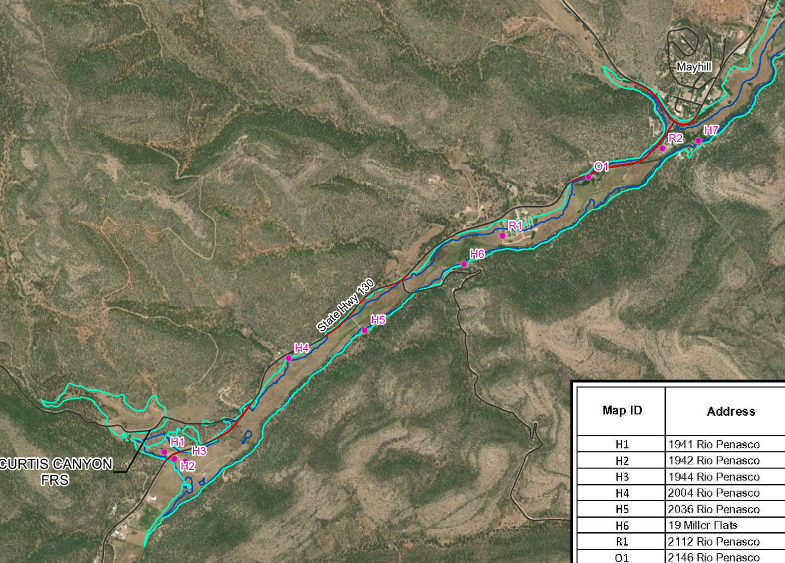 Mayhill
R2
H7
O1
R1
H6
State Hwy 130
H5
H4
H1
H3
H2
CURTIS CANYON
FRS
Map ID Address
H1 1941 Rio Penasco
H2 1942 Rio Penasco
H3 1944 Rio Penasco
H4 2004 Rio Penasco
H5 2036 Rio Penasco
H6 19 Miller Flats
R1 2112 Rio Penasco
O1 2146 Rio Penasco